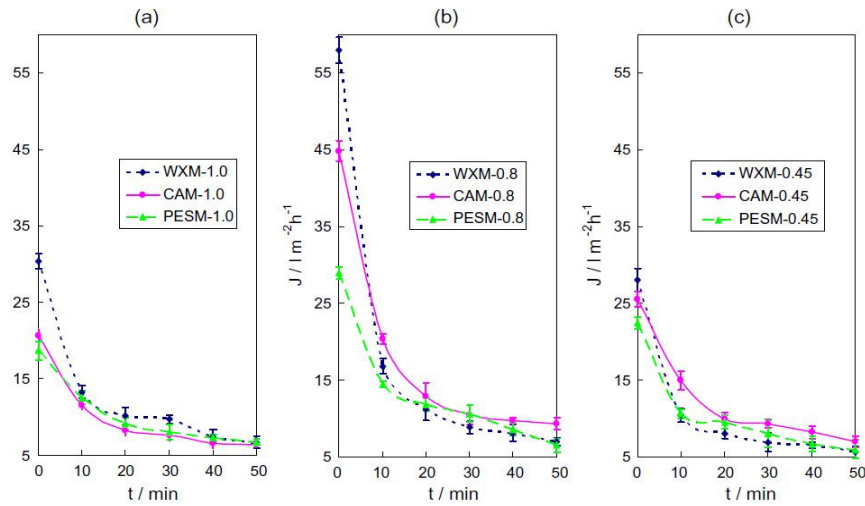 (a)
55
45
35
25
15
5
WXM-1.0
CAM-1.0
PESM-1.0
0 10 20 30 40 50
t / min
(b)
J / l m⁻²h⁻¹
55
45
35
25
15
5
WXM-0.8
CAM-0.8
PESM-0.8
0 10 20 30 40 50
t / min
(c)
J / l m⁻²h⁻¹
55
45
35
25
15
5
WXM-0.45
CAM-0.45
PESM-0.45
0 10 20 30 40 50
t / min